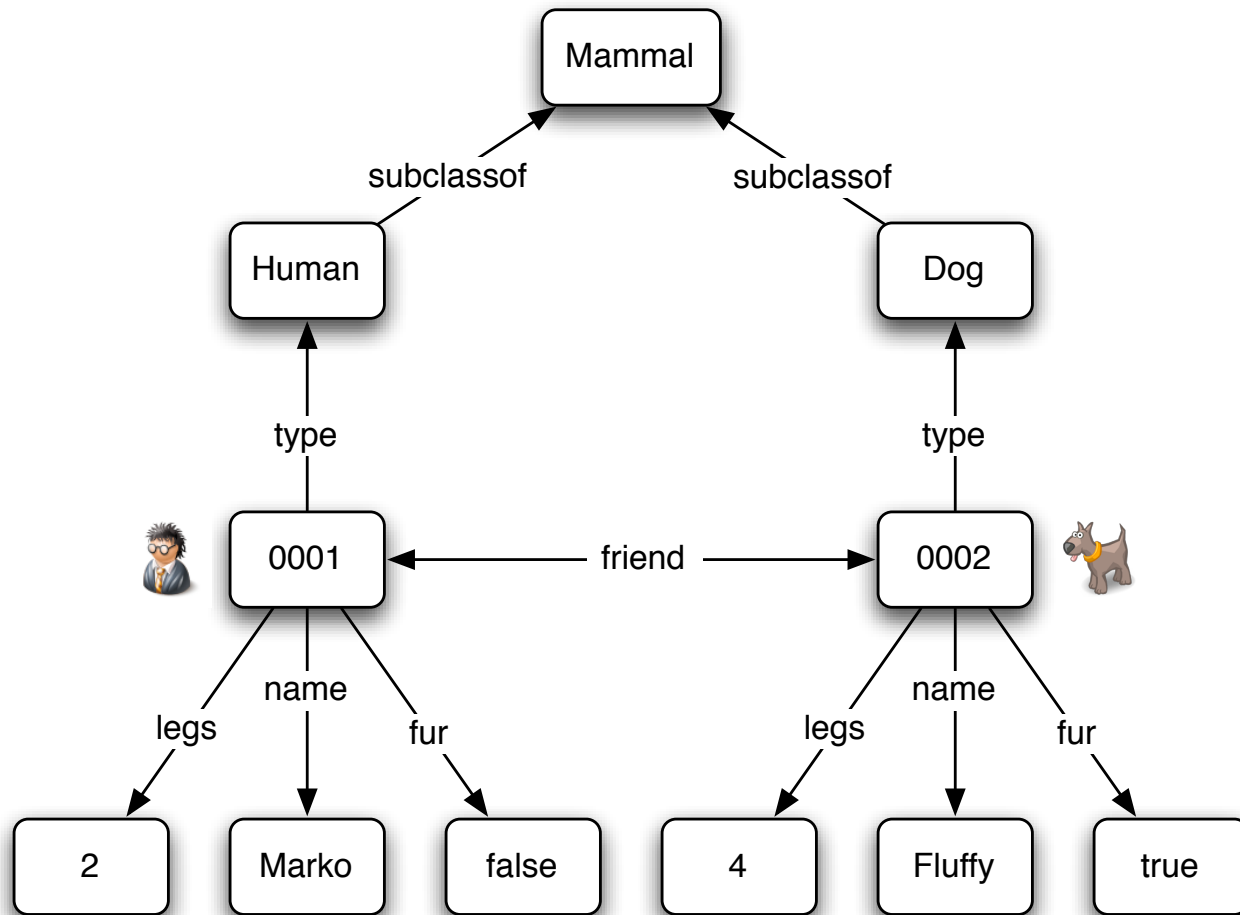 Mammal
subclassof
subclassof
Human
Dog
type
type
0001
friend
0002
name
name
legs
fur
legs
fur
2
Marko
false
4
Fluffy
true